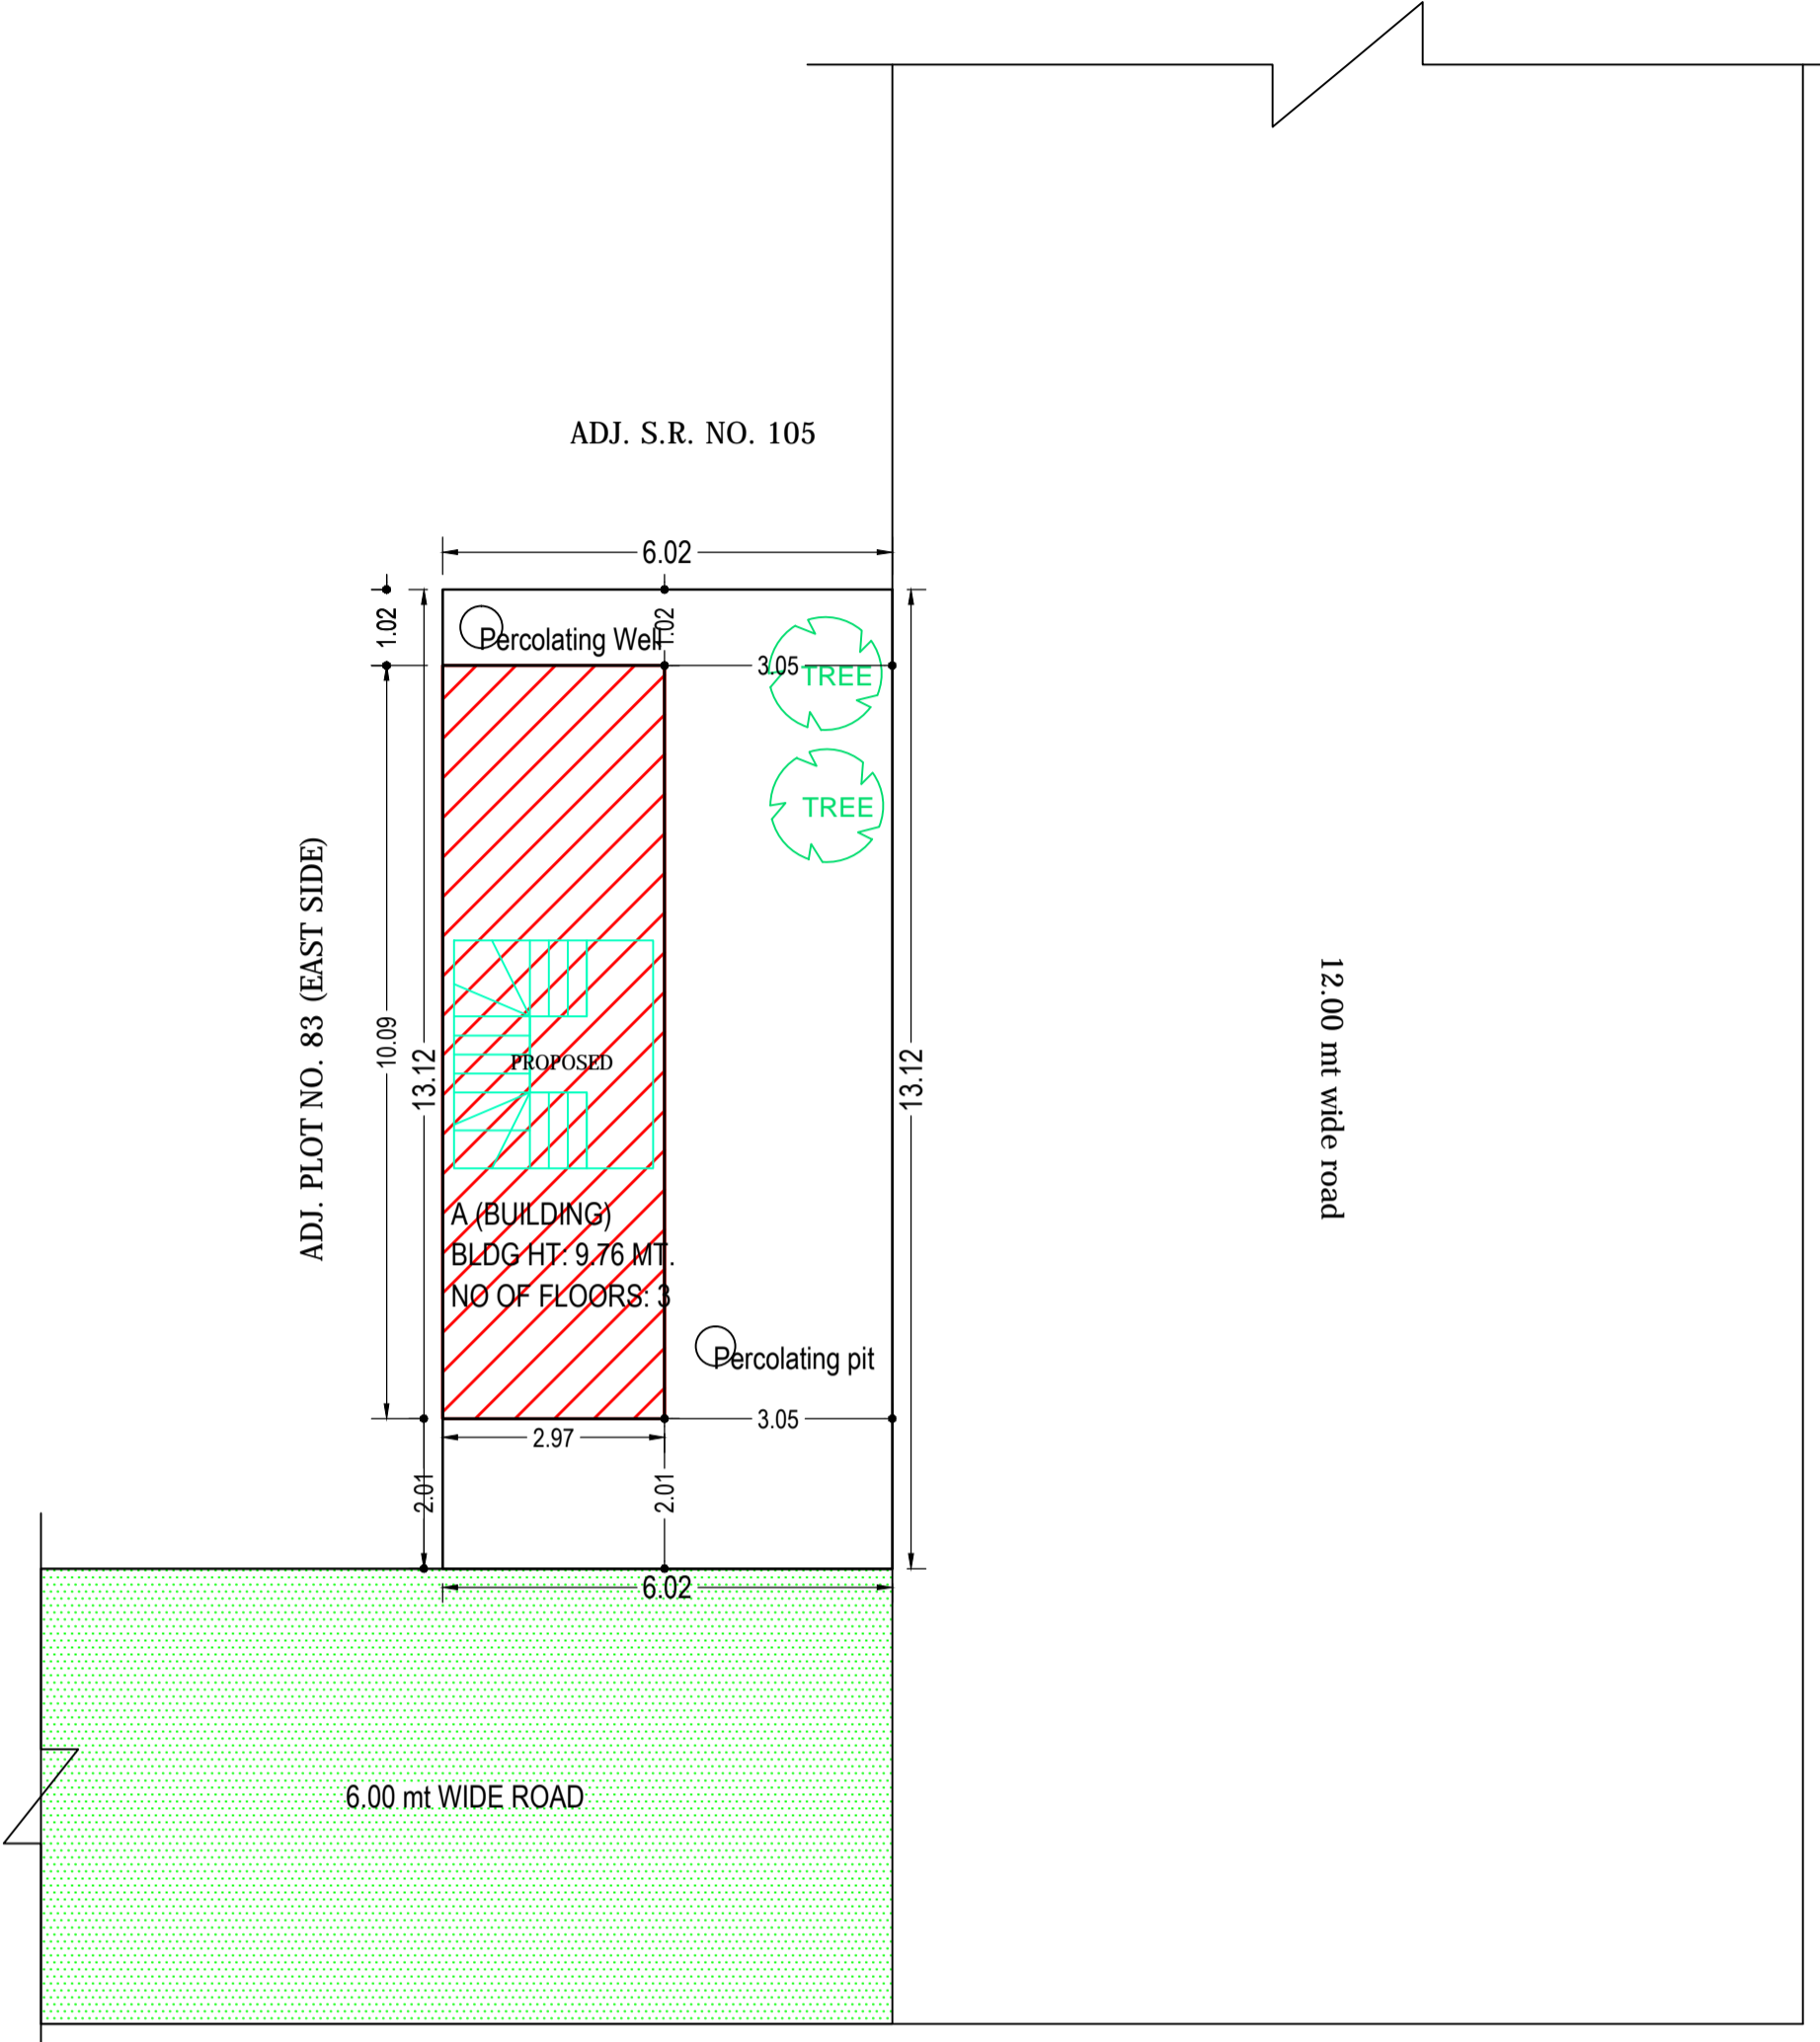 ADJ. S.R. NO. 105
6.02
1.02
1.02
Percolating Well
3.05
TREE
TREE
ADJ. PLOT NO. 83 (EAST SIDE)
10.09
13.12
13.12
12.00 mt wide road
PROPOSED
A (BUILDING)
BLDG HT: 9.76 MT.
NO OF FLOORS: 3
Percolating pit
3.05
2.97
2.01
2.01
6.02
6.00 mt WIDE ROAD